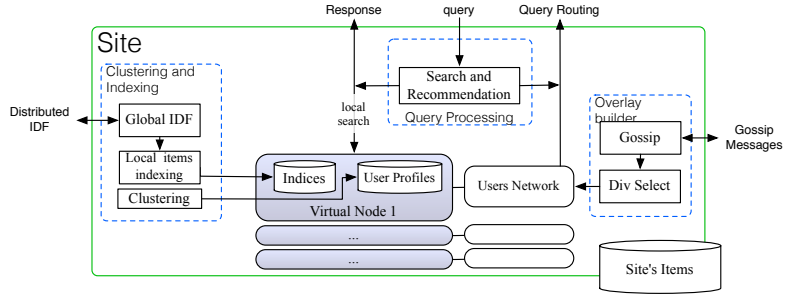 Response
query
Query Routing
Site
Clustering and
Indexing
Search and
Recommendation
Query Processing
Distributed
IDF
Global IDF
local
search
Overlay
builder
Gossip
Gossip
Messages
Local items
indexing
Indices
User Profiles
Users Network
Div Select
Clustering
Virtual Node 1
...
...
Site's Items